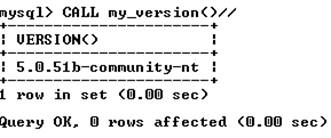 mysql> CALL my_version()//
+--------------------+
| VERSION()          |
+--------------------+
| 5.0.51b-community-nt |
+--------------------+
1 row in set (0.00 sec)
Query OK, 0 rows affected (0.00 sec)